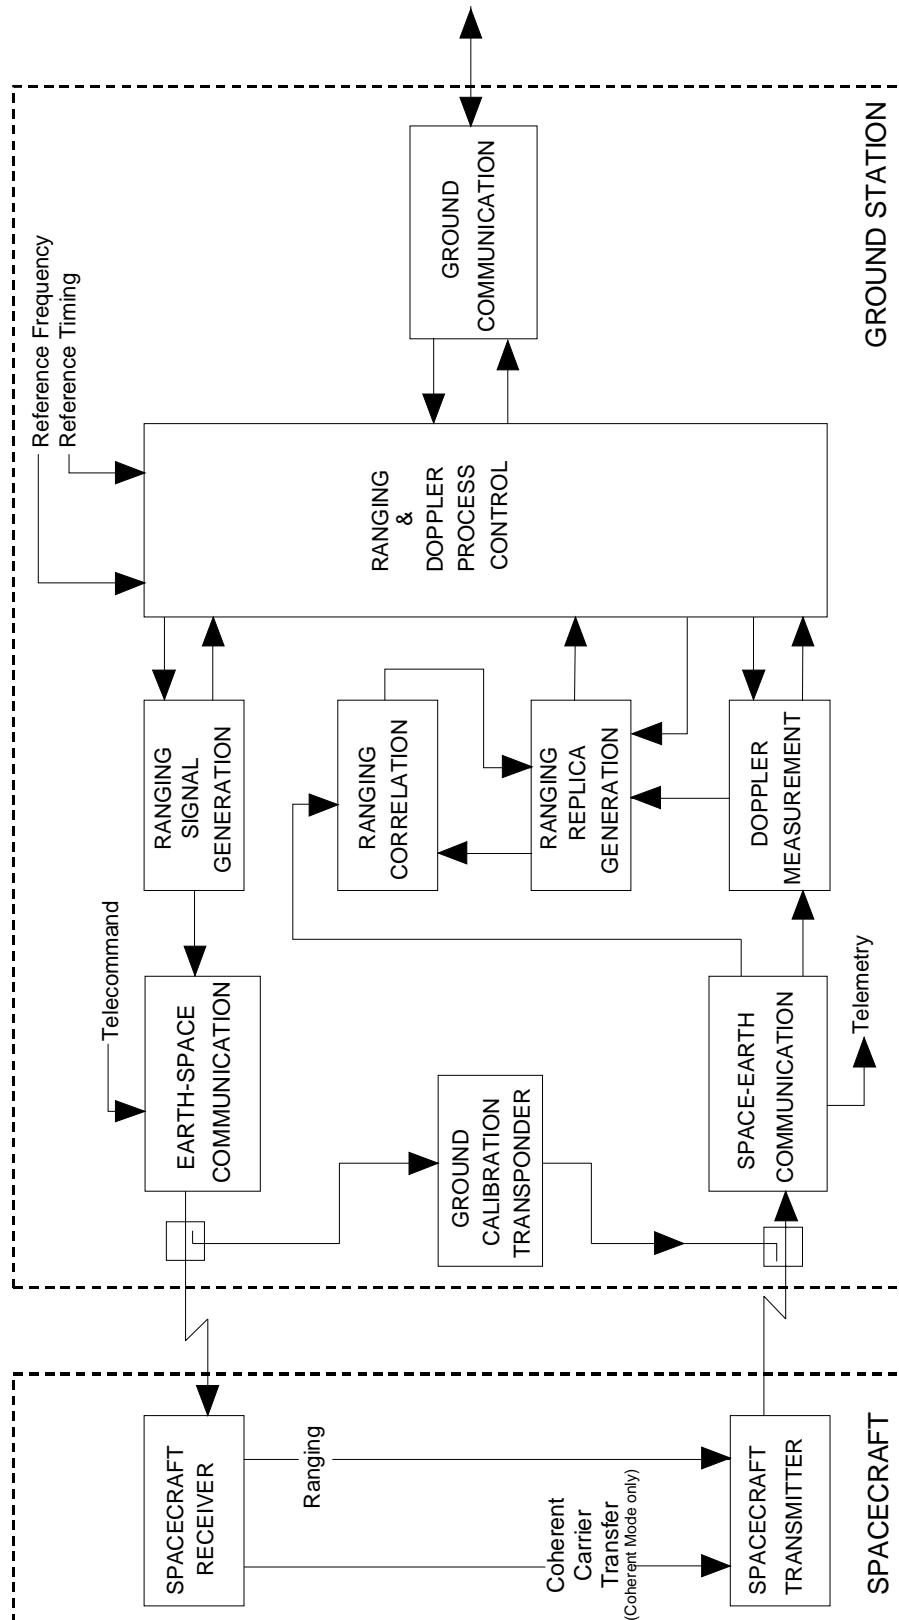 SPACECRAFT
RECEIVER
Ranging
Coherent
Carrier
Transfer
(Coherent Mode only)
SPACECRAFT
TRANSMITTER
SPACECRAFT
Telecommand
EARTH-SPACE
COMMUNICATION
GROUND
CALIBRATION
TRANSPONDER
SPACE-EARTH
COMMUNICATION
Telemetry
RANGING
SIGNAL
GENERATION
RANGING
CORRELATION
RANGING
REPLICA
GENERATION
DOPPLER
MEASUREMENT
Reference Frequency
Reference Timing
RANGING
&
DOPPLER
PROCESS
CONTROL
GROUND
COMMUNICATION
GROUND STATION